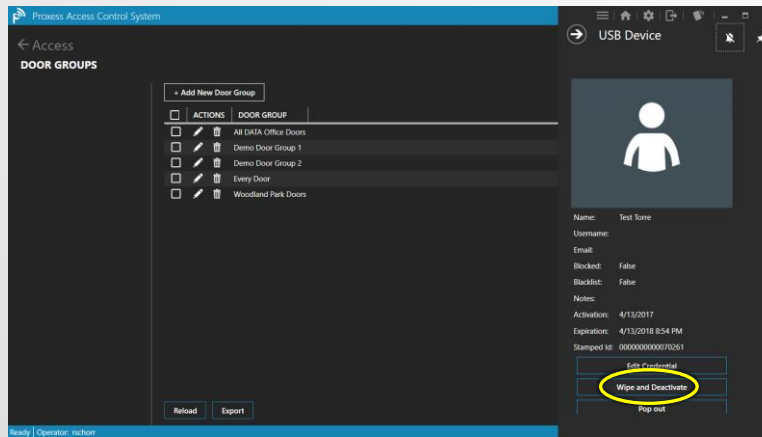 Proxess Access Control System
Access
DOOR GROUPS
+ Add New Door Group
ACTIONS DOOR GROUP
All DATA Office Doors
Demo Door Group 1
Demo Door Group 2
Every Door
Woodland Park Doors
Reload Export
Ready Operator: rschorr
USB Device
Name: Test Torre
Username:
Email:
Blocked: False
Blacklist: False
Notes:
Activation: 4/13/2017
Expiration: 4/13/2018 8:54 PM
Stamped Id: 0000000000070261
Edit Credential
Wipe and Deactivate
Pop out